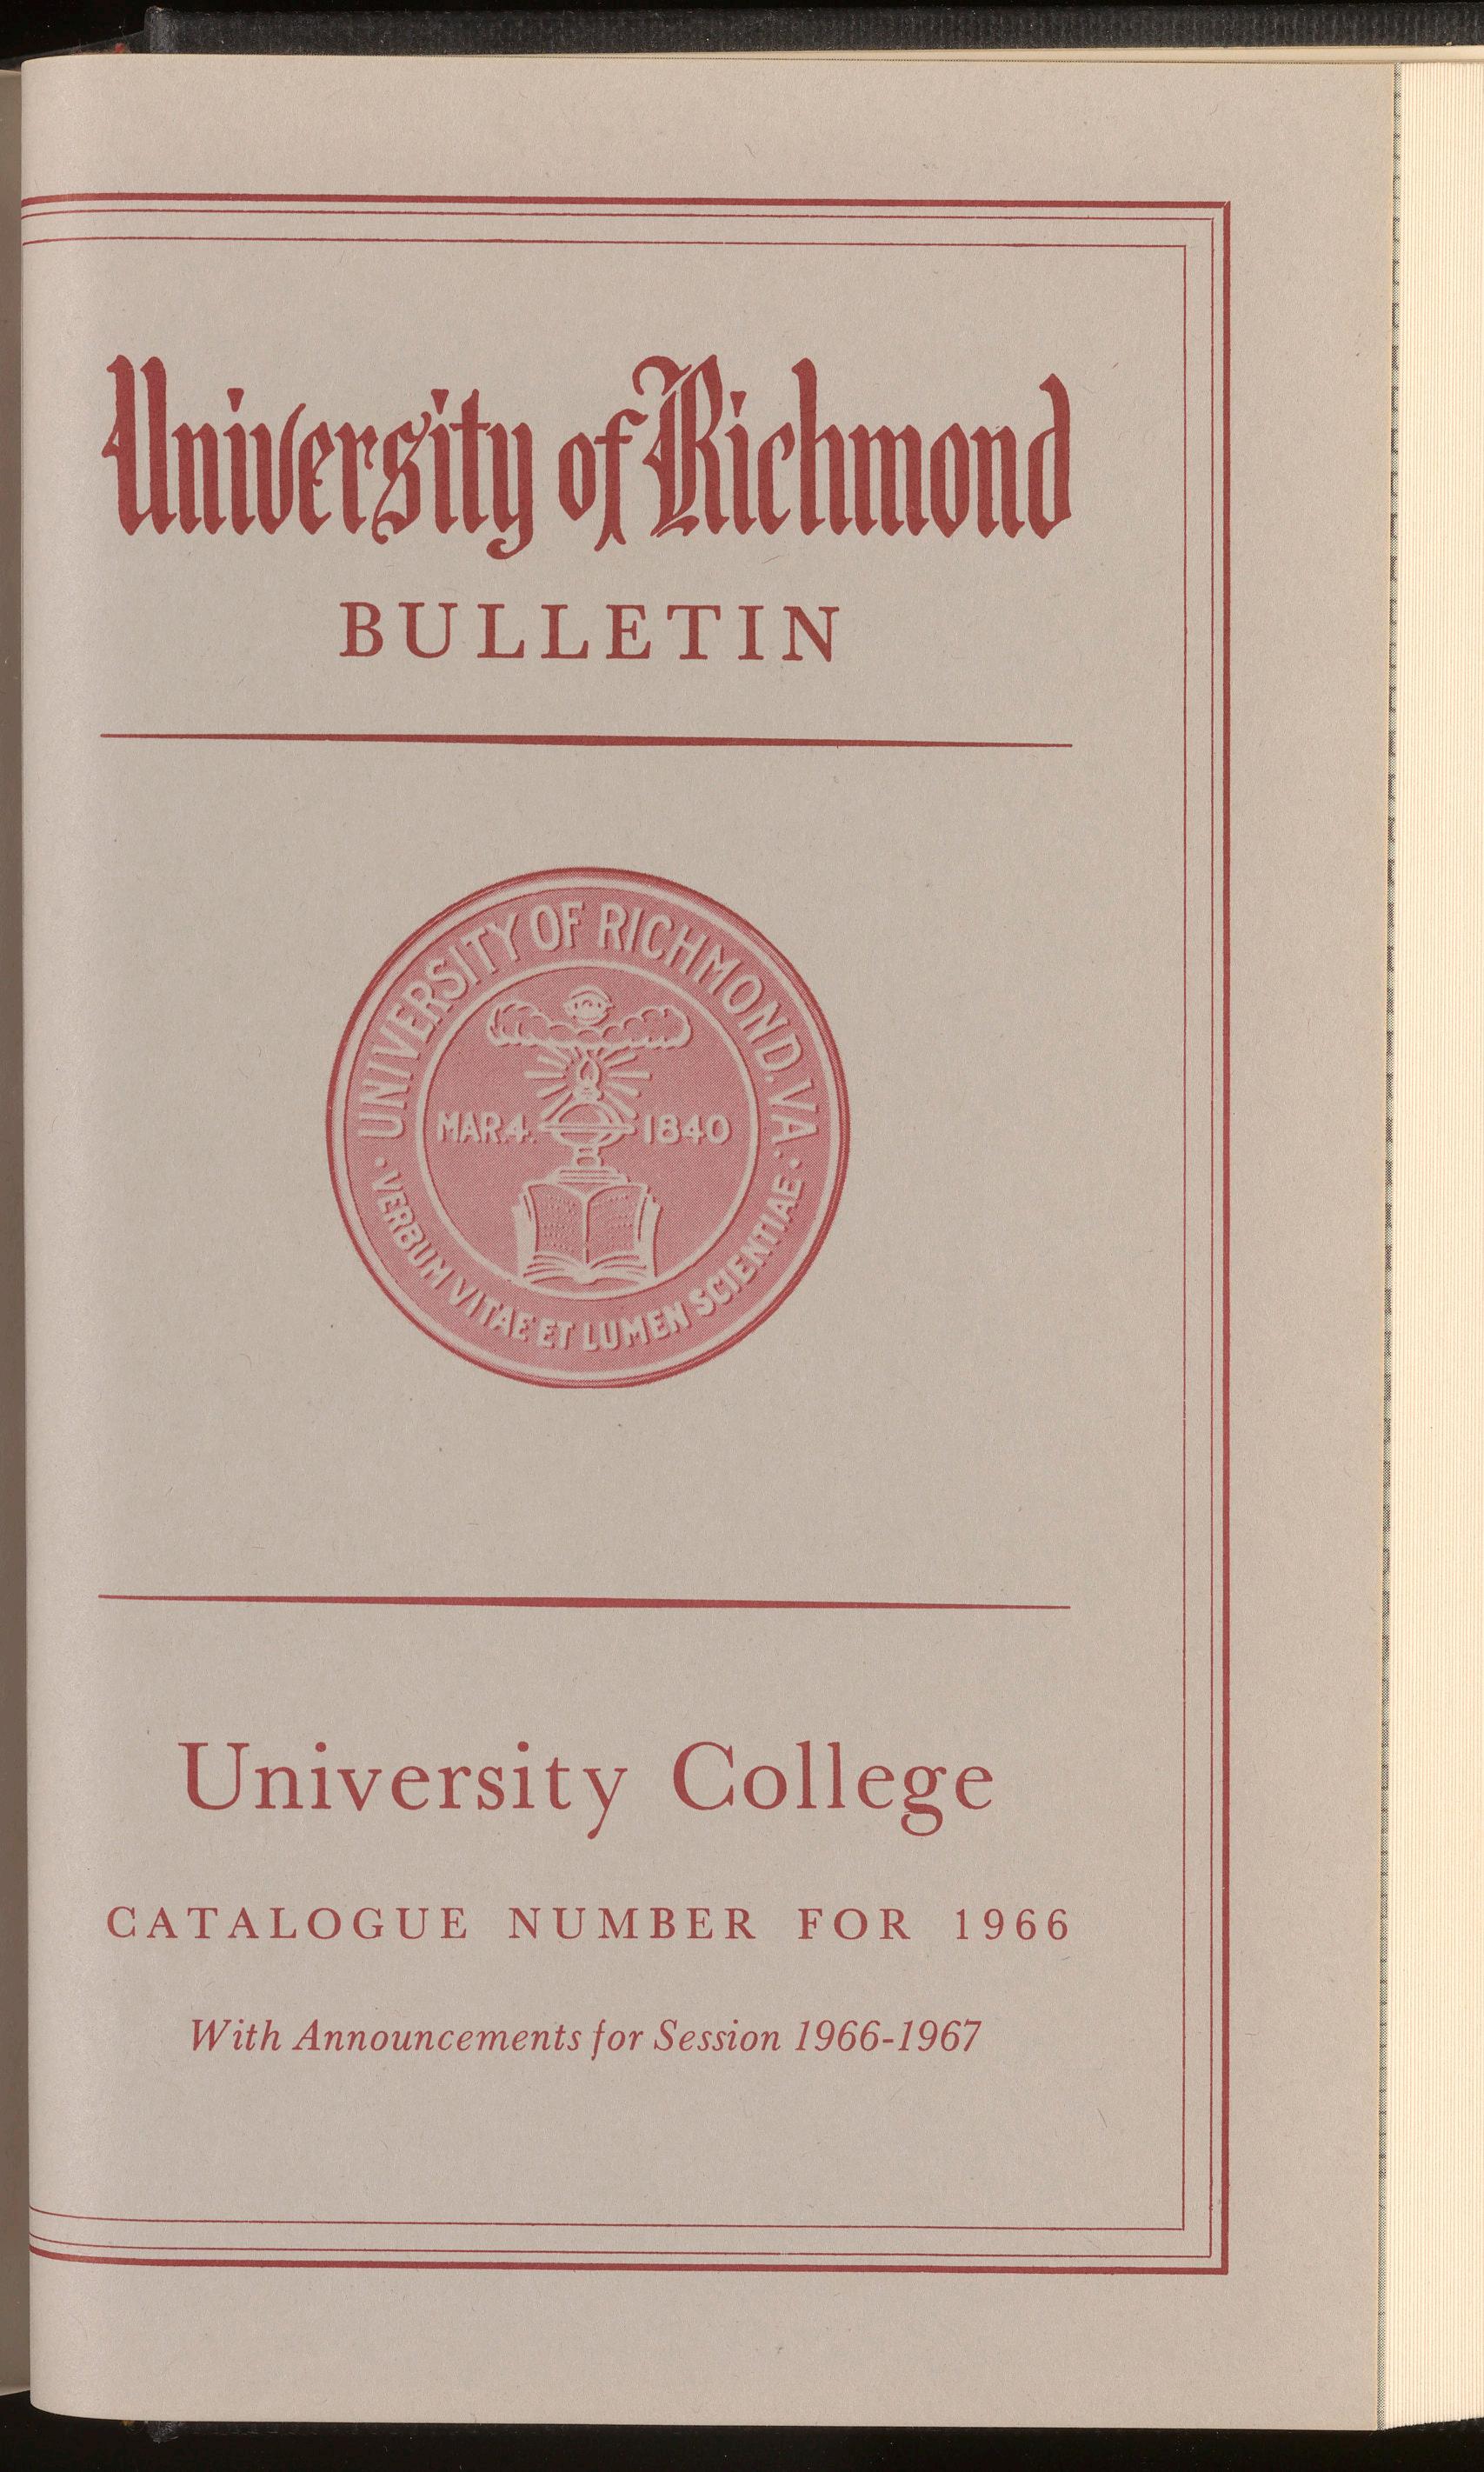 University of Richmond
BULLETIN
UNIVERSITY OF RICHMOND. VA.
MAR. 4. 1840
VERBUM VITAE ET LUMEN SCIENTIAE
University College
CATALOGUE NUMBER FOR 1966
With Announcements for Session 1966-1967